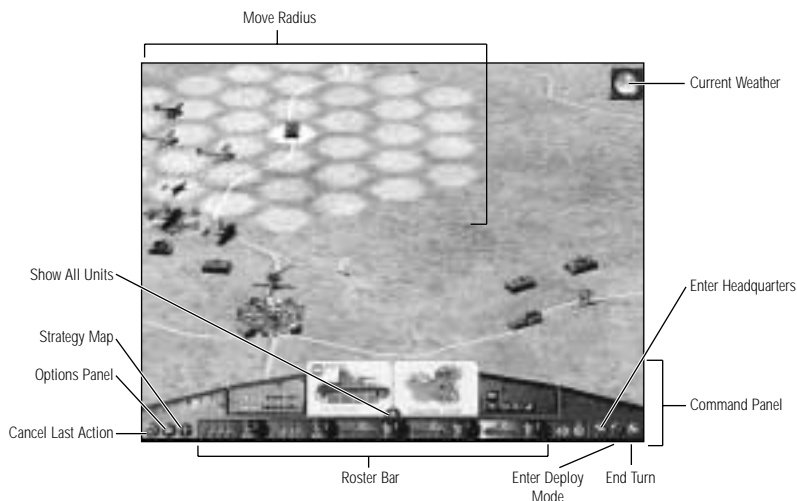 Move Radius
Current Weather
Show All Units
Enter Headquarters
Strategy Map
Options Panel
Command Panel
Cancel Last Action
Roster Bar
Enter Deploy
Mode
End Turn